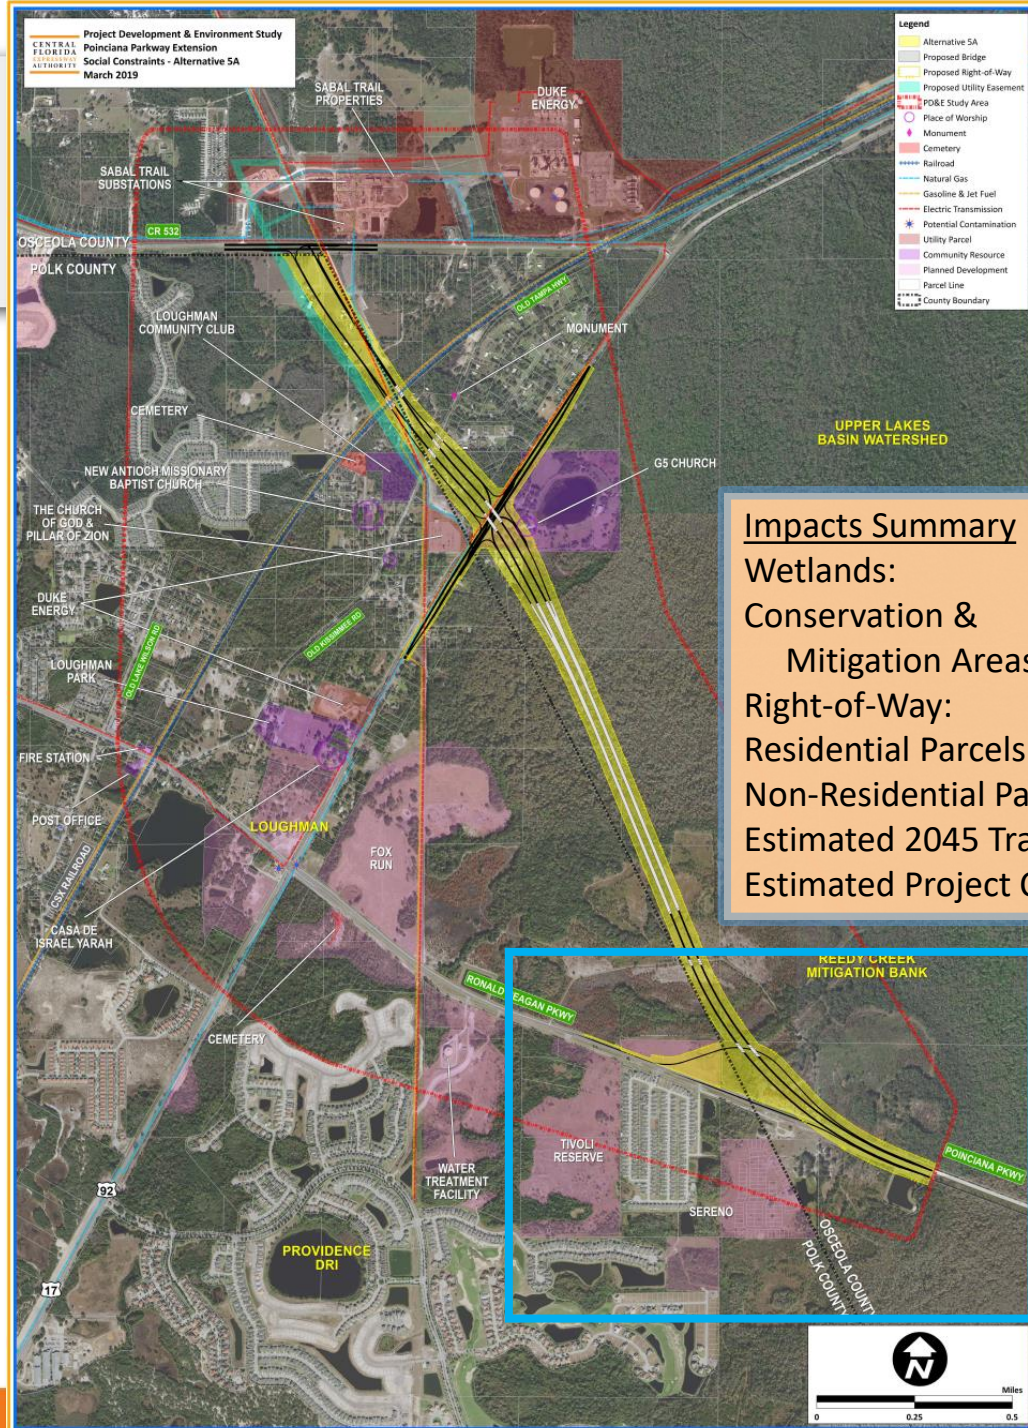 CENTRAL
FLORIDA
EXPRESSWAY
AUTHORITY
Project Development & Environment Study
Poinciana Parkway Extension
Social Constraints - Alternative 5A
March 2019
Legend
Alternative 5A
Proposed Bridge
Proposed Right-of-Way
Proposed Utility Easement
PD&E Study Area
Place of Worship
Monument
Cemetery
Railroad
Natural Gas
Gasoline & Jet Fuel
Electric Transmission
Potential Contamination
Utility Parcel
Community Resource
Planned Development
Parcel Line
County Boundary
SABAL TRAIL
PROPERTIES
DUKE
ENERGY
SABAL TRAIL
SUBSTATIONS
CR 532
OSCEOLA COUNTY
POLK COUNTY
OLD TAMPA HWY
LOUGHMAN
COMMUNITY CLUB
MONUMENT
CEMETERY
UPPER LAKES
BASIN WATERSHED
NEW ANTIOCH MISSIONARY
BAPTIST CHURCH
G5 CHURCH
THE CHURCH
OF GOD &
PILLAR OF ZION
DUKE
ENERGY
OLD KISSIMMEE RD
OLD LAKE WILSON RD
LOUGHMAN
PARK
FIRE STATION
POST OFFICE
LOUGHMAN
FOX
RUN
CSX RAILROAD
CASA DE
ISRAEL YARAH
Impacts Summary
Wetlands:
Conservation &
Mitigation Areas
Right-of-Way:
Residential Parcels
Non-Residential Pa
Estimated 2045 Tra
Estimated Project C
REEDY CREEK
MITIGATION BANK
RONALD REAGAN PKWY
CEMETERY
TIVOLI
RESERVE
WATER
TREATMENT
FACILITY
SERENO
POINCIANA PKWY
OSCEOLA COUNTY
POLK COUNTY
92
PROVIDENCE
DRI
17
N
Miles
0 0.25 0.5